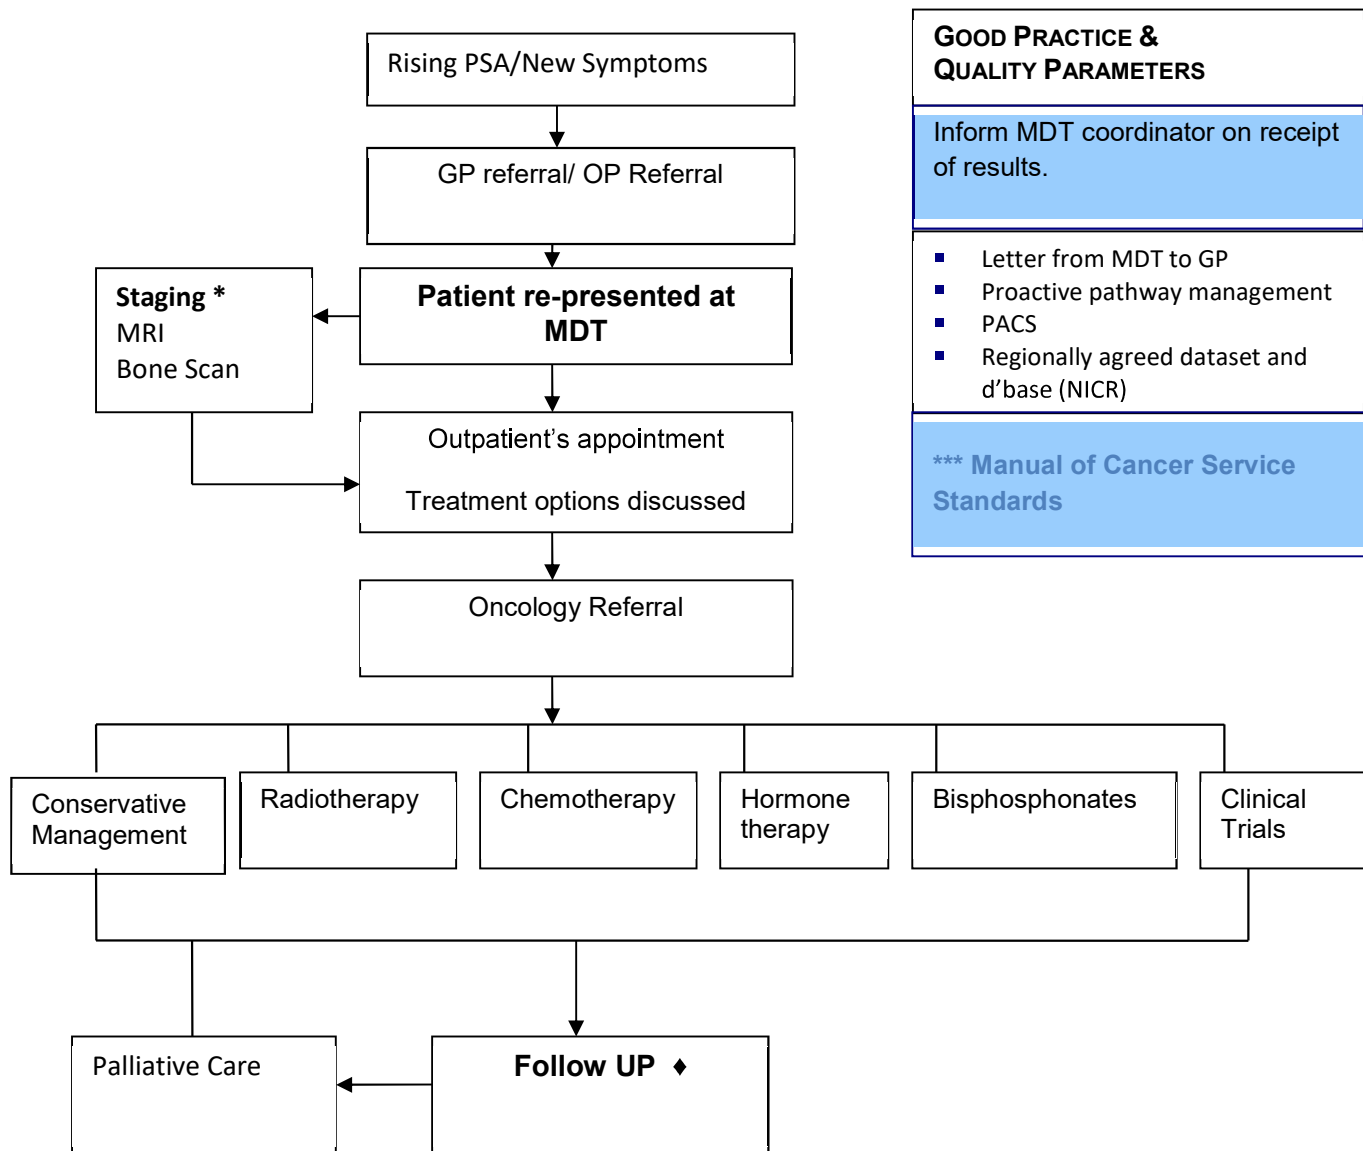 Rising PSA/New Symptoms
GP referral/ OP Referral
Patient re-presented at
MDT
Staging *
MRI
Bone Scan
Outpatient’s appointment
Treatment options discussed
Oncology Referral
Conservative
Management
Radiotherapy
Chemotherapy
Hormone
therapy
Bisphosphonates
Clinical
Trials
Palliative Care
Follow UP ♦
GOOD PRACTICE &
QUALITY PARAMETERS
Inform MDT coordinator on receipt
of results.
▪ Letter from MDT to GP
▪ Proactive pathway management
▪ PACS
▪ Regionally agreed dataset and
d’base (NICR)
*** Manual of Cancer Service
Standards